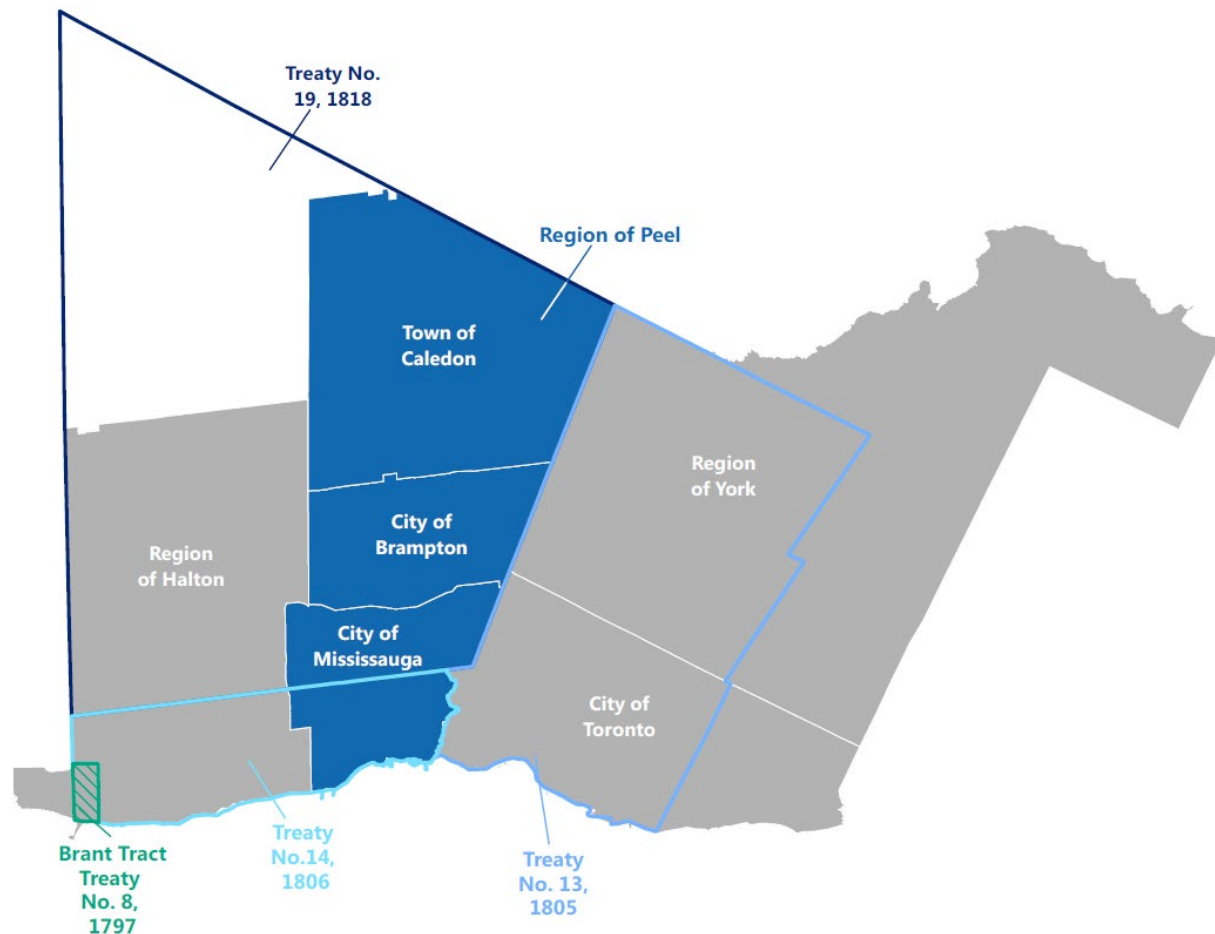 Treaty No.
19, 1818
Region of Peel
Town of
Caledon
Region
of York
City of
Brampton
Region
of Halton
City of
Mississauga
City of
Toronto
Brant Tract
Treaty
No. 8,
1797
Treaty
No.14,
1806
Treaty
No. 13,
1805